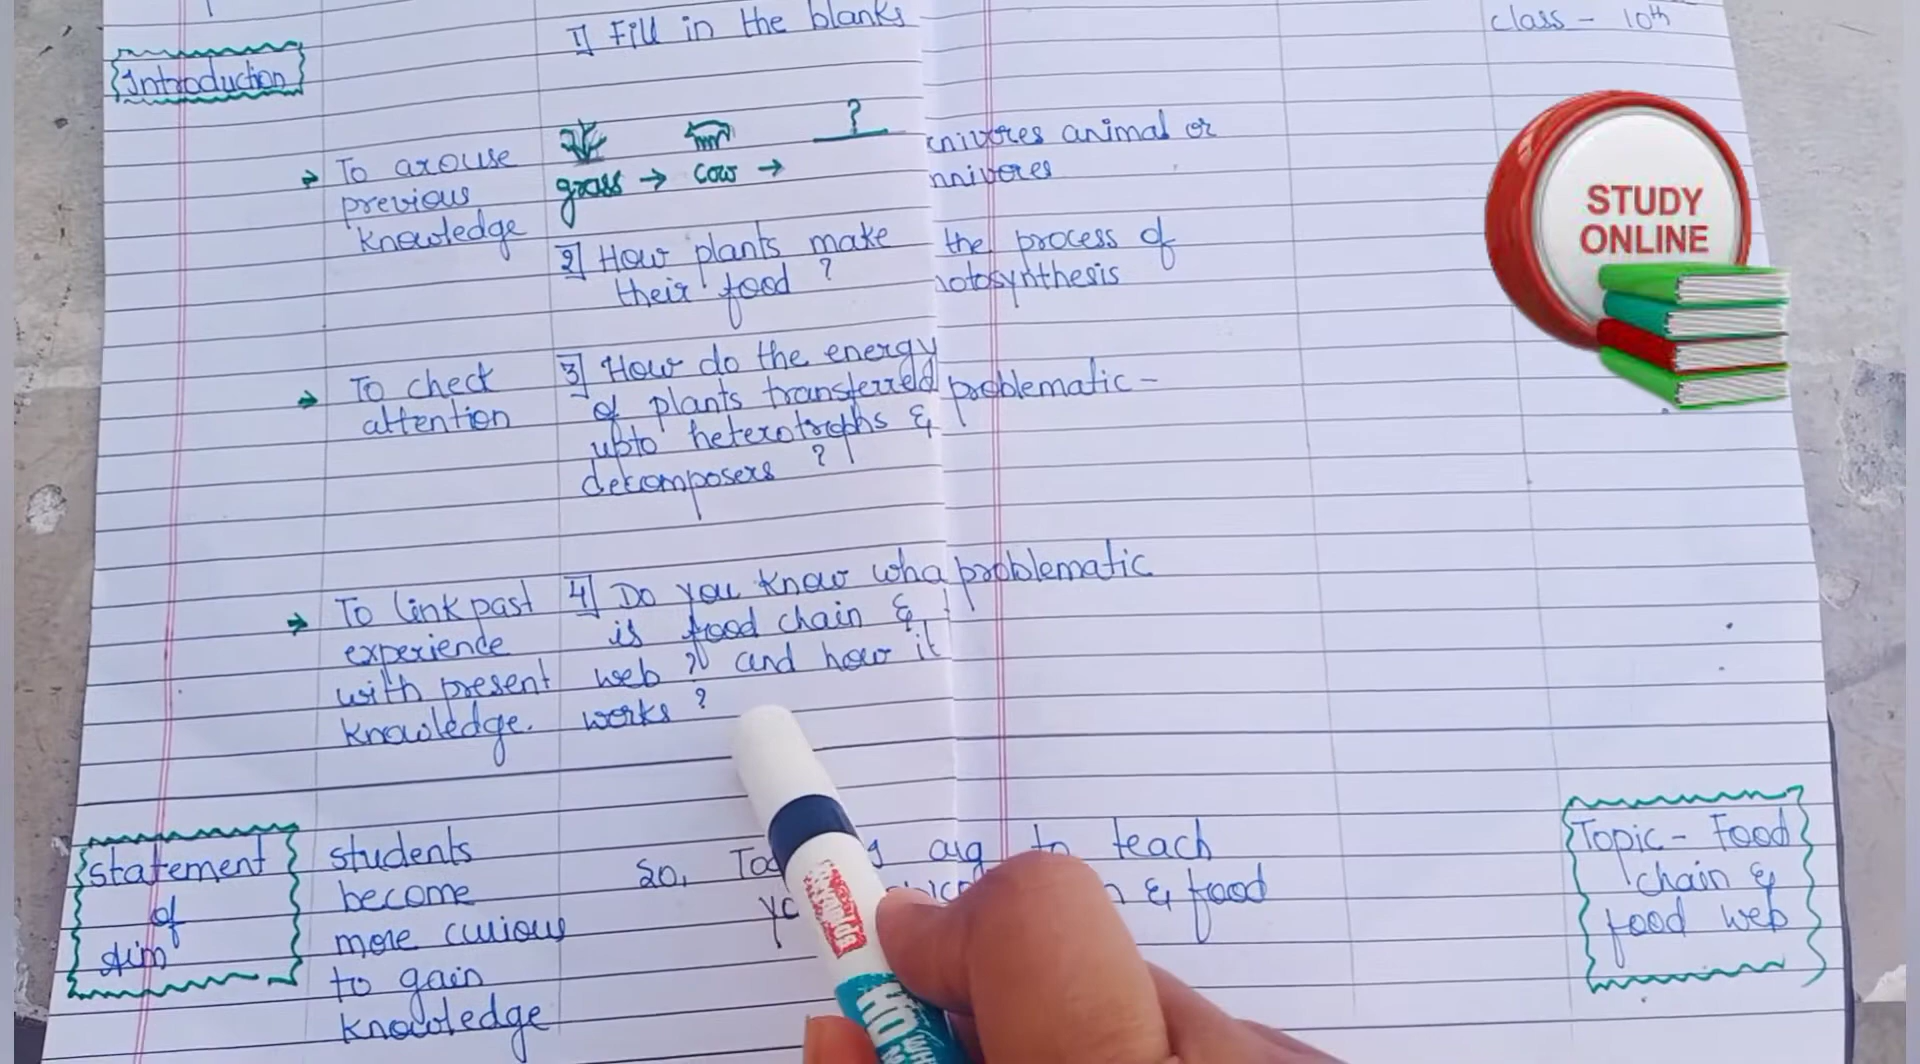 1] Fill in the blanks
class - 10th
Introduction
→ To arouse
previous
knowledge
?
grass → cow →
animal or
2] How plants make
their food ?
the process of
→ To check
attention
3] How do the energy
of plants transferred
upto heterotrophs &
decomposers ?
problematic -
→ To link past
experience
with present
knowledge.
4] Do you know wha
is food chain &
web ? and how it
works ?
problematic
Statement
of
Aim
students
become
more curious
to gain
knowledge
So, to teach
& food
Topic - Food
chain &
food web
STUDY
ONLINE